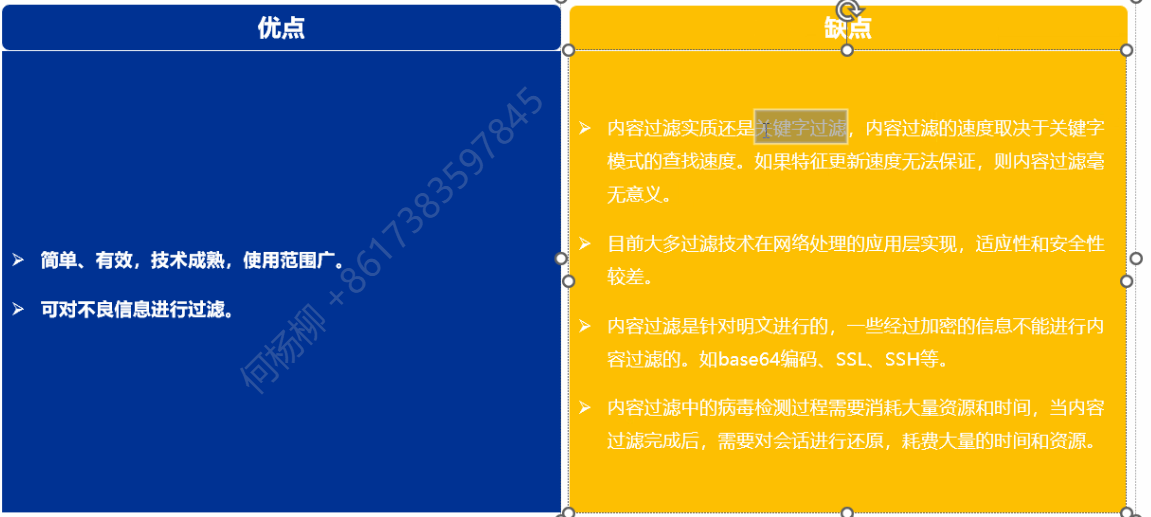 优点
缺点
何杨柳 +8617383597845
➢ 简单、有效，技术成熟，使用范围广。
➢ 可对不良信息进行过滤。
➢ 内容过滤实质还是关键字过滤，内容过滤的速度取决于关键字
模式的查找速度。如果特征更新速度无法保证，则内容过滤毫
无意义。
➢ 目前大多过滤技术在网络处理的应用层实现，适应性和安全性
较差。
➢ 内容过滤是针对明文进行的，一些经过加密的信息不能进行内
容过滤的。如base64编码、SSL、SSH等。
➢ 内容过滤中的病毒检测过程需要消耗大量资源和时间，当内容
过滤完成后，需要对会话进行还原，耗费大量的时间和资源。